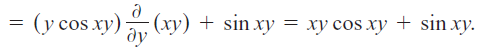 = (y cos xy) ∂/∂y (xy) + sin xy = xy cos xy + sin xy.